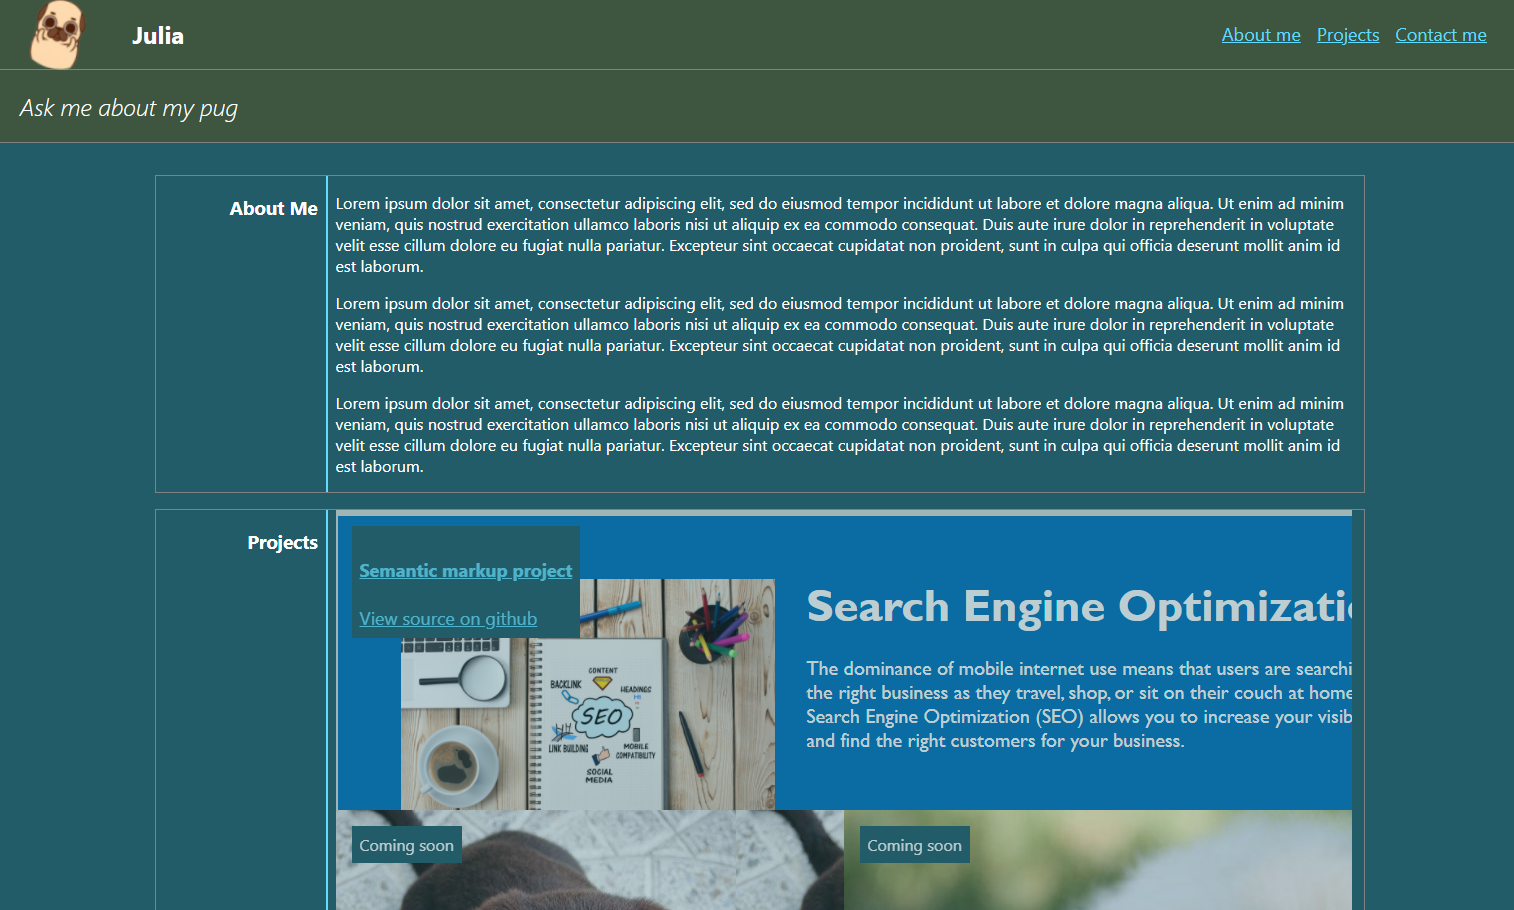 Julia
About me Projects Contact me
Ask me about my pug
About Me
Lorem ipsum dolor sit amet, consectetur adipiscing elit, sed do eiusmod tempor incididunt ut labore et dolore magna aliqua. Ut enim ad minim
veniam, quis nostrud exercitation ullamco laboris nisi ut aliquip ex ea commodo consequat. Duis aute irure dolor in reprehenderit in voluptate
velit esse cillum dolore eu fugiat nulla pariatur. Excepteur sint occaecat cupidatat non proident, sunt in culpa qui officia deserunt mollit anim id
est laborum.
Lorem ipsum dolor sit amet, consectetur adipiscing elit, sed do eiusmod tempor incididunt ut labore et dolore magna aliqua. Ut enim ad minim
veniam, quis nostrud exercitation ullamco laboris nisi ut aliquip ex ea commodo consequat. Duis aute irure dolor in reprehenderit in voluptate
velit esse cillum dolore eu fugiat nulla pariatur. Excepteur sint occaecat cupidatat non proident, sunt in culpa qui officia deserunt mollit anim id
est laborum.
Lorem ipsum dolor sit amet, consectetur adipiscing elit, sed do eiusmod tempor incididunt ut labore et dolore magna aliqua. Ut enim ad minim
veniam, quis nostrud exercitation ullamco laboris nisi ut aliquip ex ea commodo consequat. Duis aute irure dolor in reprehenderit in voluptate
velit esse cillum dolore eu fugiat nulla pariatur. Excepteur sint occaecat cupidatat non proident, sunt in culpa qui officia deserunt mollit anim id
est laborum.
Projects
Semantic markup project
View source on github
CONTENT
BACKLINK
HEADINGS
SEO
LINK BUILDING
MOBILE
COMPATIBILITY
SOCIAL
MEDIA
Search Engine Optimizati
The dominance of mobile internet use means that users are searchi
the right business as they travel, shop, or sit on their couch at home
Search Engine Optimization (SEO) allows you to increase your visib
and find the right customers for your business.
Coming soon
Coming soon